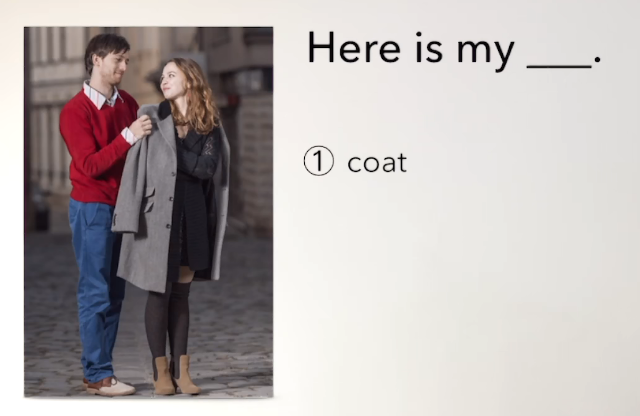 Here is my ___.
① coat